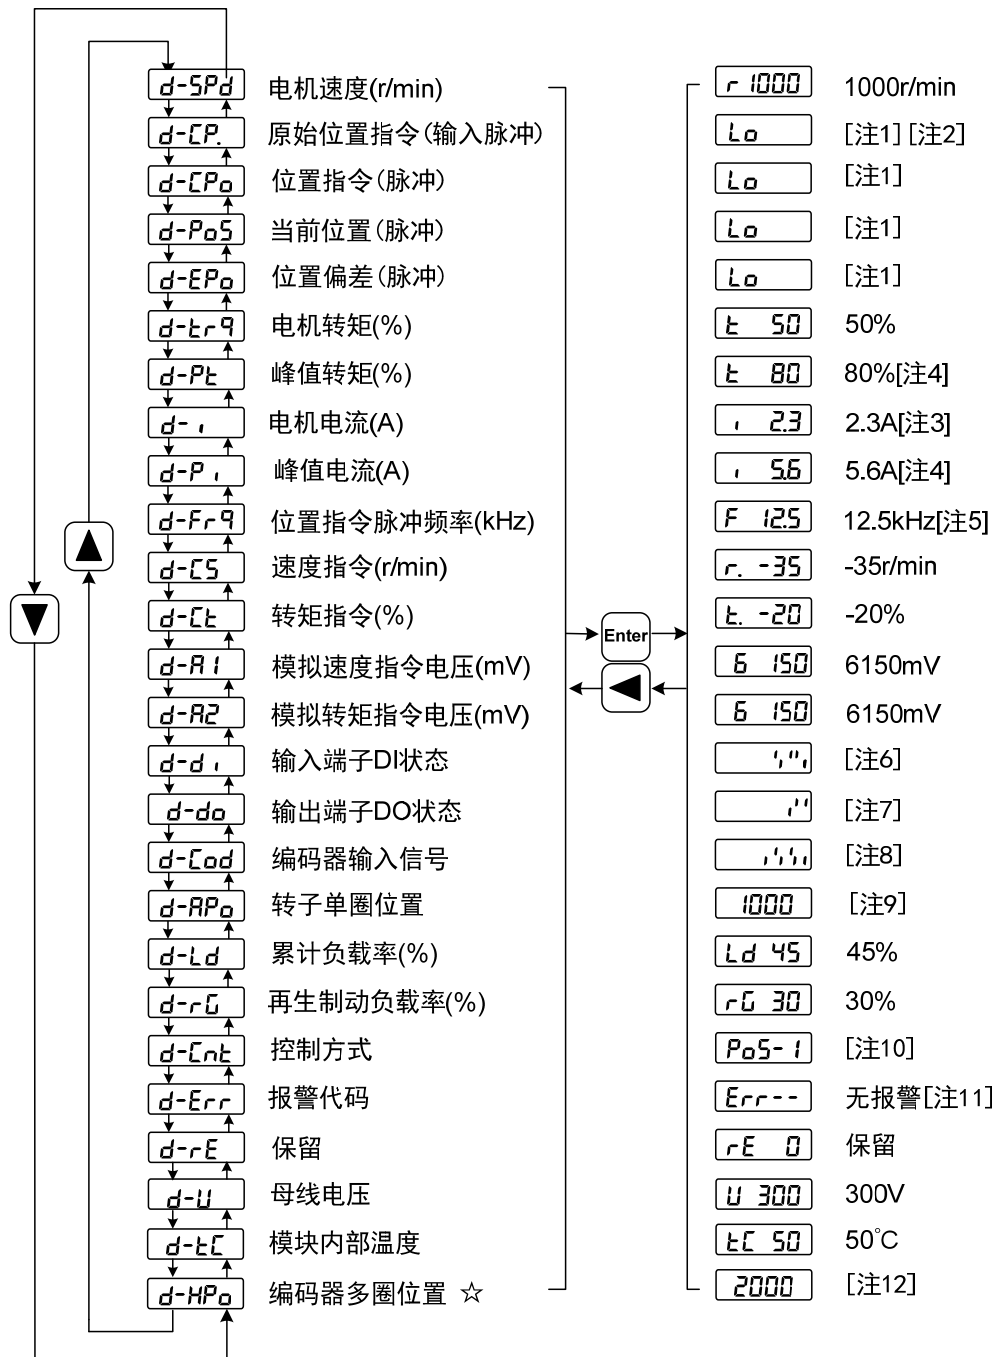 d-SPd 电机速度(r/min) r 1000 1000r/min
d-CP. 原始位置指令(输入脉冲) Lo [注1] [注2]
d-CPo 位置指令(脉冲) Lo [注1]
d-PoS 当前位置(脉冲) Lo [注1]
d-EPo 位置偏差(脉冲) Lo [注1]
d-trq 电机转矩(%) t 50 50%
d-Pt 峰值转矩(%) t 80 80%[注4]
d-i 电机电流(A) i 2.3 2.3A[注3]
d-Pi 峰值电流(A) i 5.6 5.6A[注4]
d-Frq 位置指令脉冲频率(kHz) F 12.5 12.5kHz[注5]
d-CS 速度指令(r/min) r. -35 -35r/min
d-Ct 转矩指令(%) t. -20 -20%
Enter
d-A1 模拟速度指令电压(mV) 6 150 6150mV
d-A2 模拟转矩指令电压(mV) 6 150 6150mV
d-di 输入端子DI状态 [注6]
d-do 输出端子DO状态 [注7]
d-Cod 编码器输入信号 [注8]
d-APo 转子单圈位置 1000 [注9]
d-Ld 累计负载率(%) Ld 45 45%
d-rG 再生制动负载率(%) rG 30 30%
d-Cnt 控制方式 PoS-1 [注10]
d-Err 报警代码 Err-- 无报警[注11]
d-rE 保留 rE 0 保留
d-U 母线电压 U 300 300V
d-tC 模块内部温度 tC 50 50℃
d-HPo 编码器多圈位置 ☆ 2000 [注12]